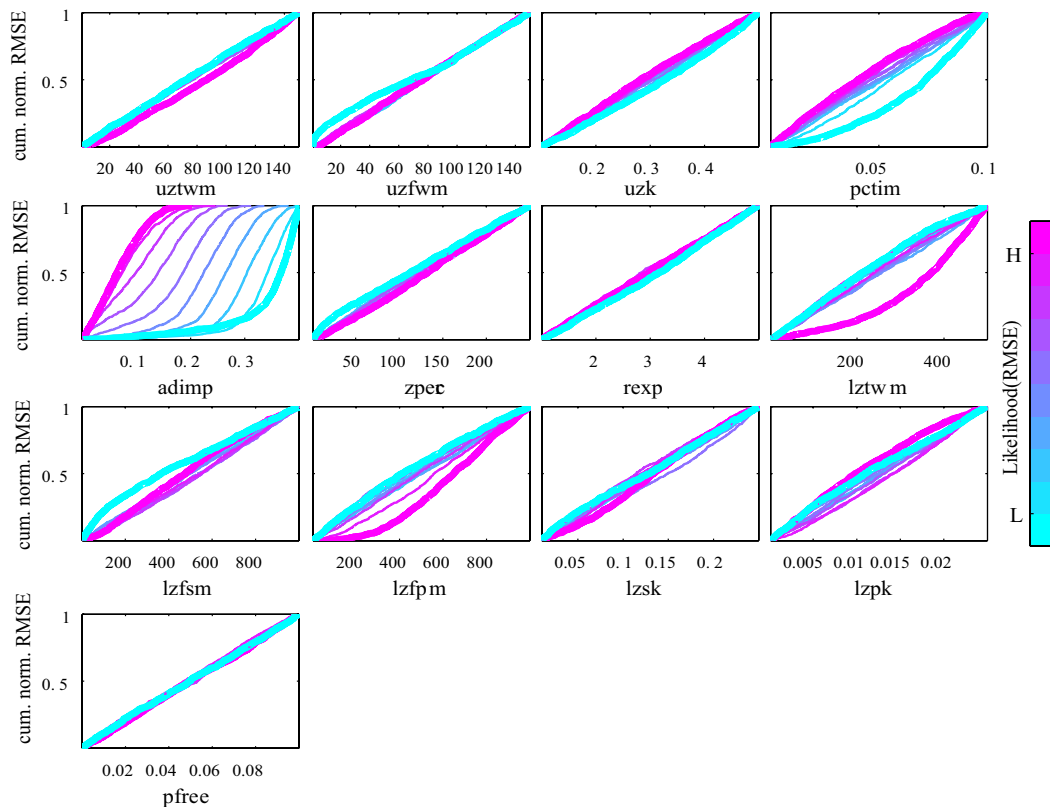 cum. norm. RMSE
1
0.5
20 40 60 80 100 120 140
uztwm
20 40 60 80 100 120 140
uzfwm
0.2 0.3 0.4
uzk
0.05 0.1
pctim
cum. norm. RMSE
1
0.5
0.1 0.2 0.3
adimp
50 100 150 200
zperc
2 3 4
rexp
200 400
lztwm
cum. norm. RMSE
1
0.5
200 400 600 800
lzfsm
200 400 600 800
lzfpm
0.05 0.1 0.15 0.2
lzsk
0.005 0.01 0.015 0.02
lzpk
cum. norm. RMSE
1
0.5
0.02 0.04 0.06 0.08
pfree
H
Likelihood(RMSE)
L